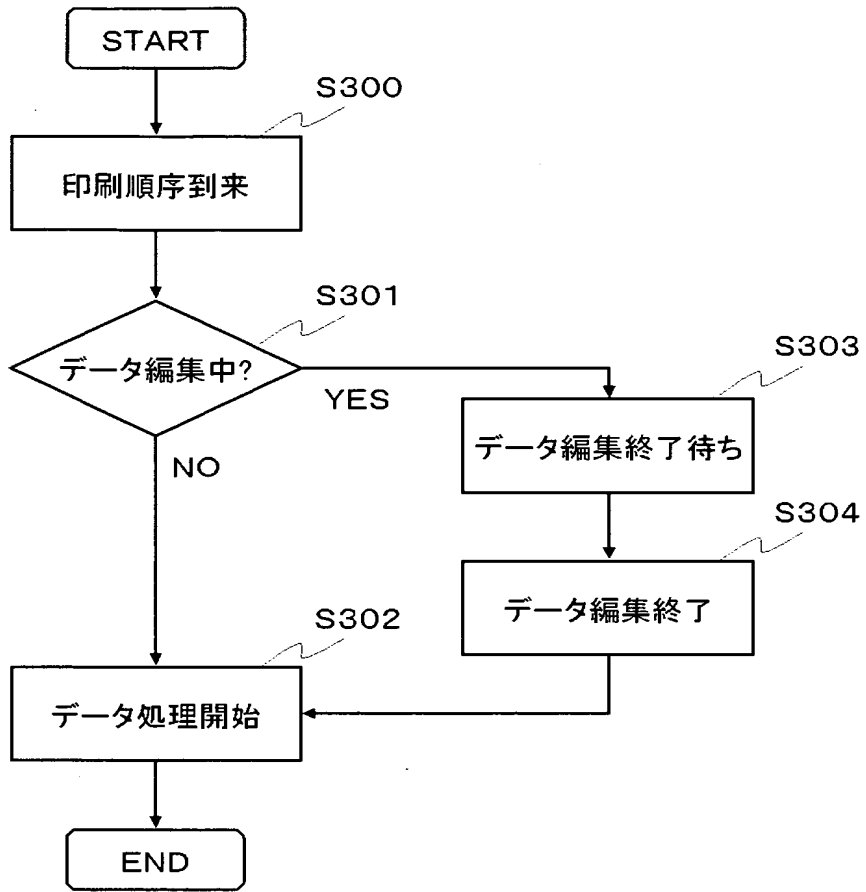 START
S300
印刷順序到来
S301
データ編集中?
YES
NO
S303
データ編集終了待ち
S304
データ編集終了
S302
データ処理開始
END